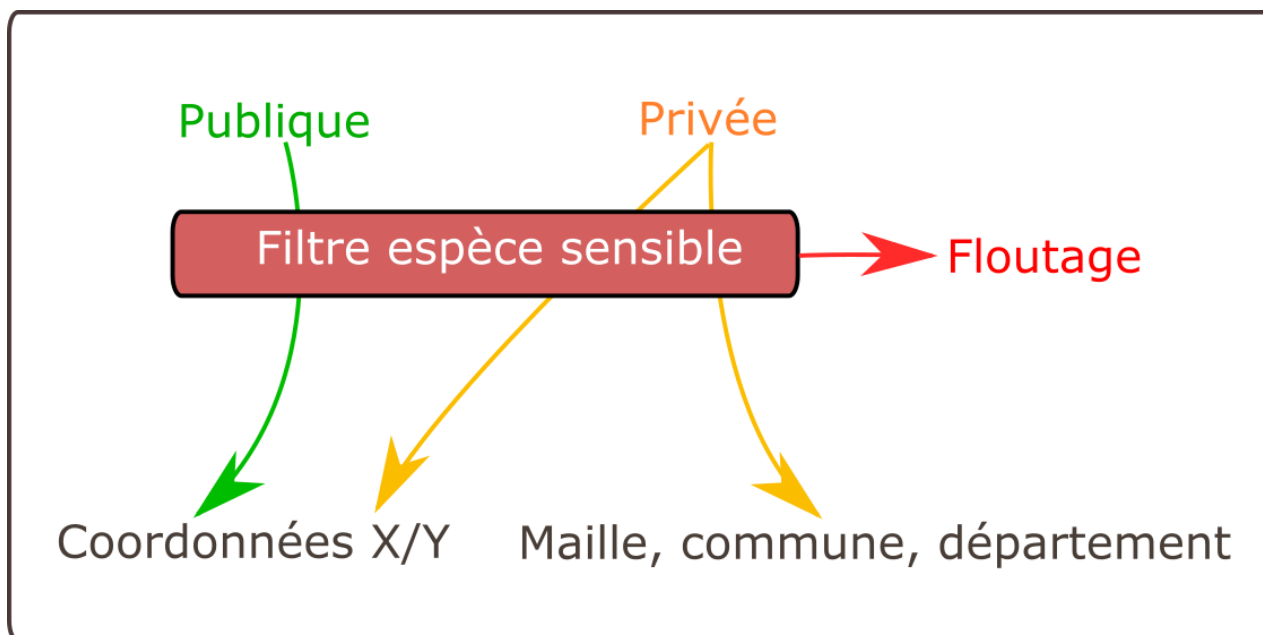 Publique
Privée
Filtre espèce sensible
Floutage
Coordonnées X/Y
Maille, commune, département